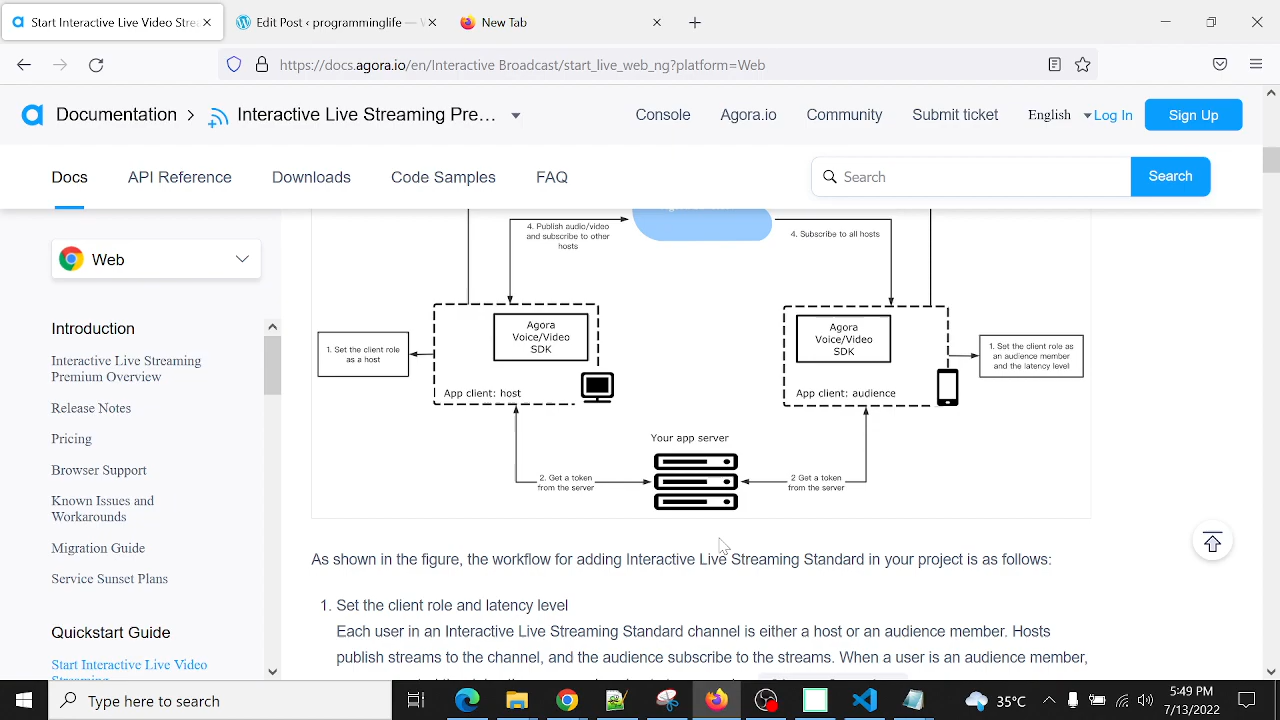 Start Interactive Live Video Stre
Edit Post ‹ programminglife — W
New Tab
https://docs.agora.io/en/Interactive Broadcast/start_live_web_ng?platform=Web
Documentation
Interactive Live Streaming Pre...
Console
Agora.io
Community
Submit ticket
English
Log In
Sign Up
Docs
API Reference
Downloads
Code Samples
FAQ
Search
Search
Web
Introduction
Interactive Live Streaming
Premium Overview
Release Notes
Pricing
Browser Support
Known Issues and
Workarounds
Migration Guide
Service Sunset Plans
Quickstart Guide
Start Interactive Live Video
Streaming
4. Publish audio/video
and subscribe to other
hosts
4. Subscribe to all hosts
1. Set the client role
as a host
Agora
Voice/Video
SDK
App client: host
Agora
Voice/Video
SDK
App client: audience
1. Set the client role as
an audience member
and the latency level
Your app server
2. Get a token
from the server
2 Get a token
from the server
As shown in the figure, the workflow for adding Interactive Live Streaming Standard in your project is as follows:
1. Set the client role and latency level
Each user in an Interactive Live Streaming Standard channel is either a host or an audience member. Hosts
publish streams to the channel, and the audience subscribe to the streams. When a user is an audience member,
Type here to search
35°C
5:49 PM
7/13/2022